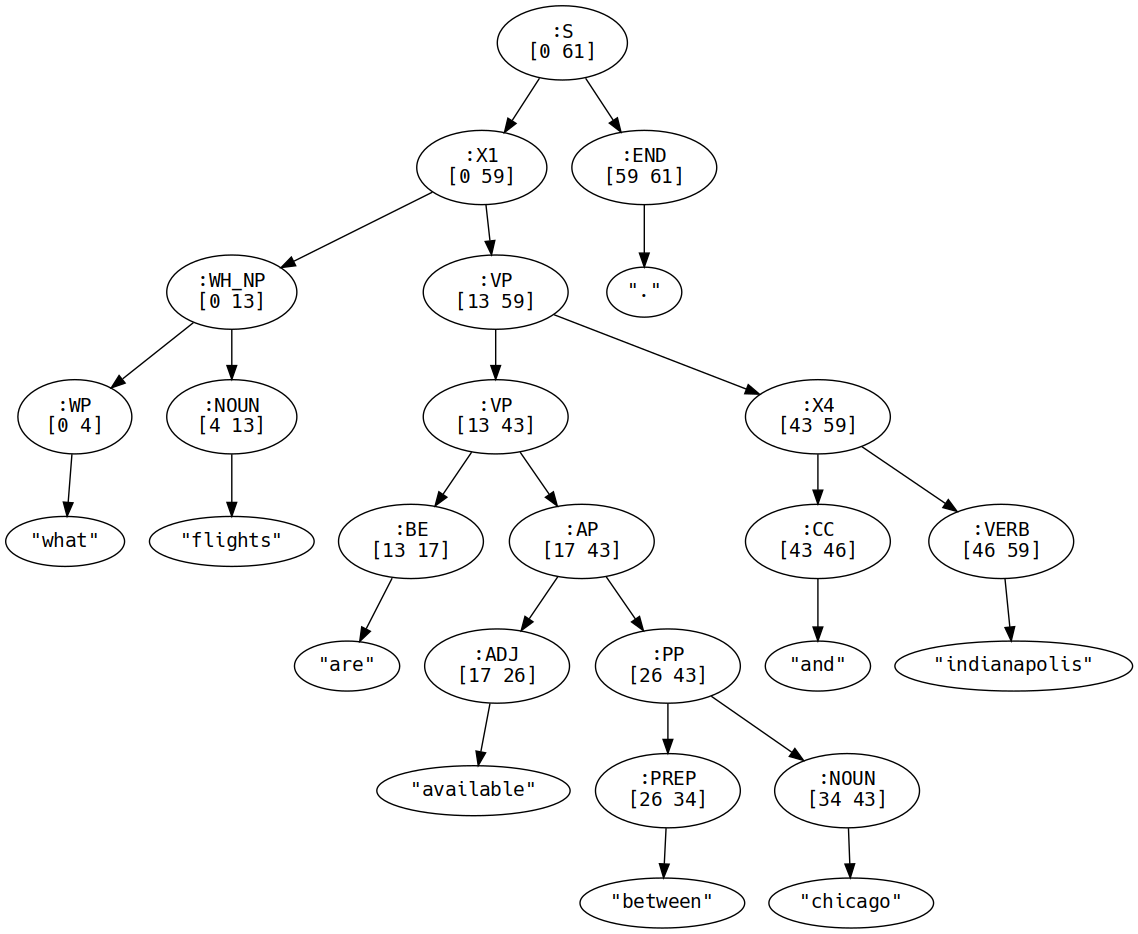 :S
[0 61]
:X1
[0 59]
:END
[59 61]
:WH_NP
[0 13]
:VP
[13 59]
"."
:WP
[0 4]
:NOUN
[4 13]
:VP
[13 43]
:X4
[43 59]
"what"
"flights"
:BE
[13 17]
:AP
[17 43]
:CC
[43 46]
:VERB
[46 59]
"are"
:ADJ
[17 26]
:PP
[26 43]
"and"
"indianapolis"
"available"
:PREP
[26 34]
:NOUN
[34 43]
"between"
"chicago"